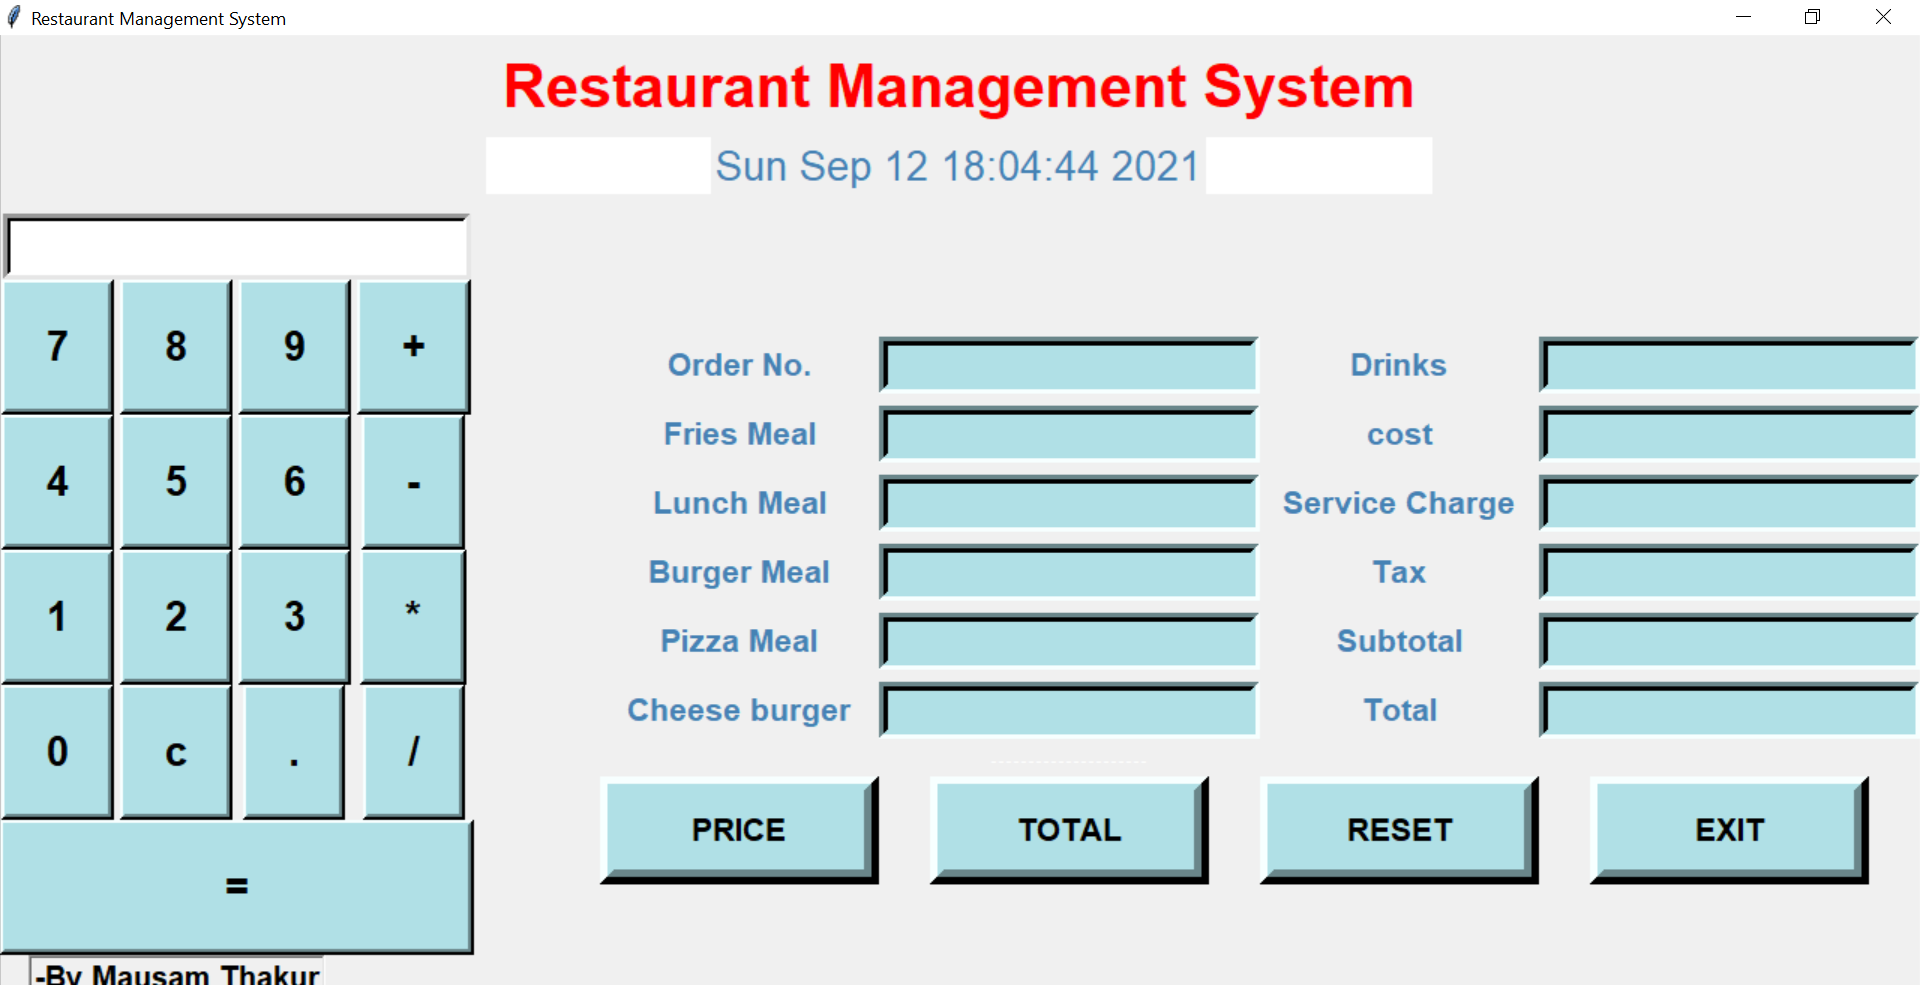 Restaurant Management System
Restaurant Management System
Sun Sep 12 18:04:44 2021
7 8 9 +
4 5 6 -
1 2 3 *
0 c . /
=
-By Mausam Thakur
Order No. Drinks
Fries Meal cost
Lunch Meal Service Charge
Burger Meal Tax
Pizza Meal Subtotal
Cheese burger Total
---------------------
PRICE TOTAL RESET EXIT